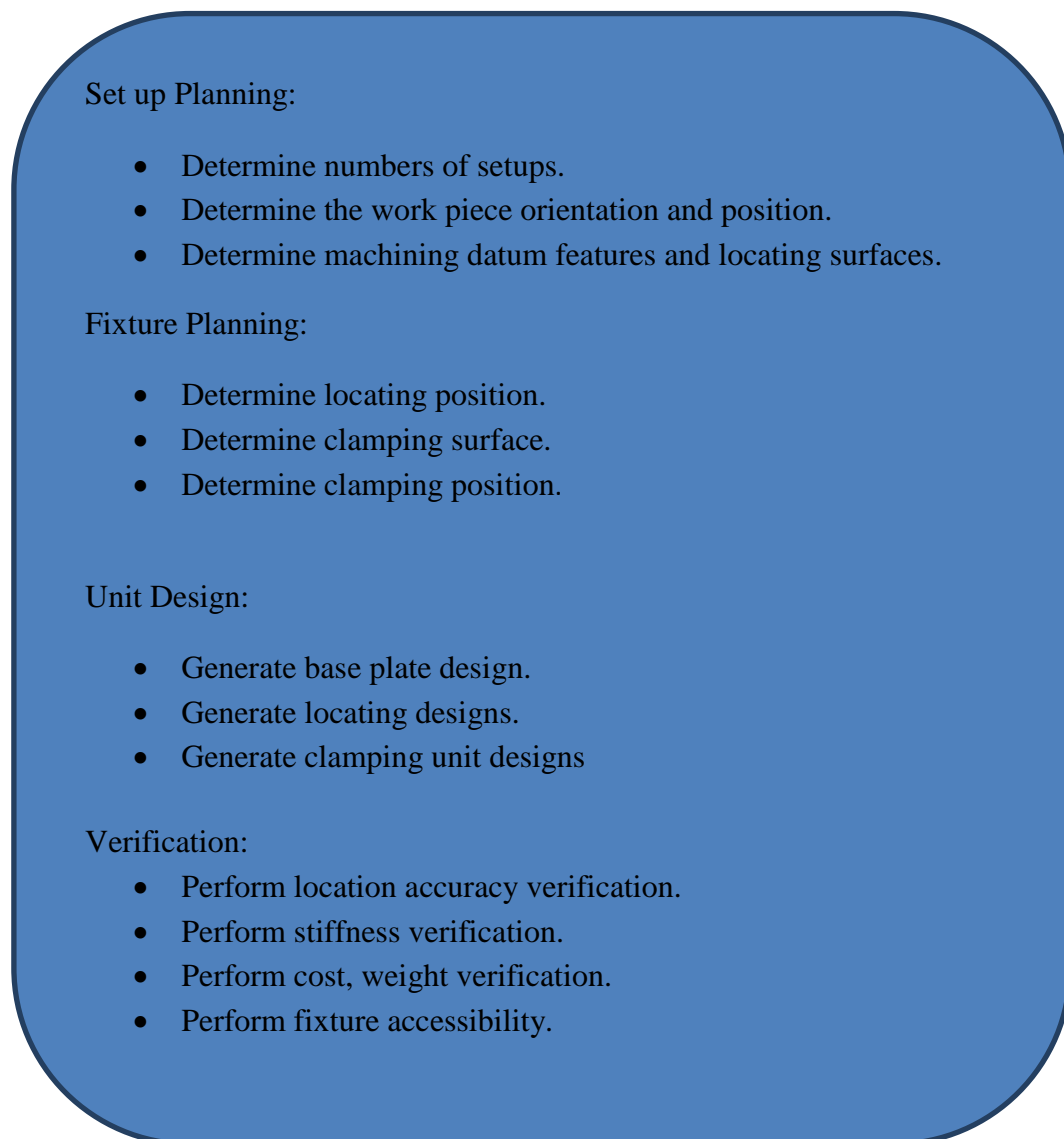 Set up Planning:
• Determine numbers of setups.
• Determine the work piece orientation and position.
• Determine machining datum features and locating surfaces.
Fixture Planning:
• Determine locating position.
• Determine clamping surface.
• Determine clamping position.
Unit Design:
• Generate base plate design.
• Generate locating designs.
• Generate clamping unit designs
Verification:
• Perform location accuracy verification.
• Perform stiffness verification.
• Perform cost, weight verification.
• Perform fixture accessibility.